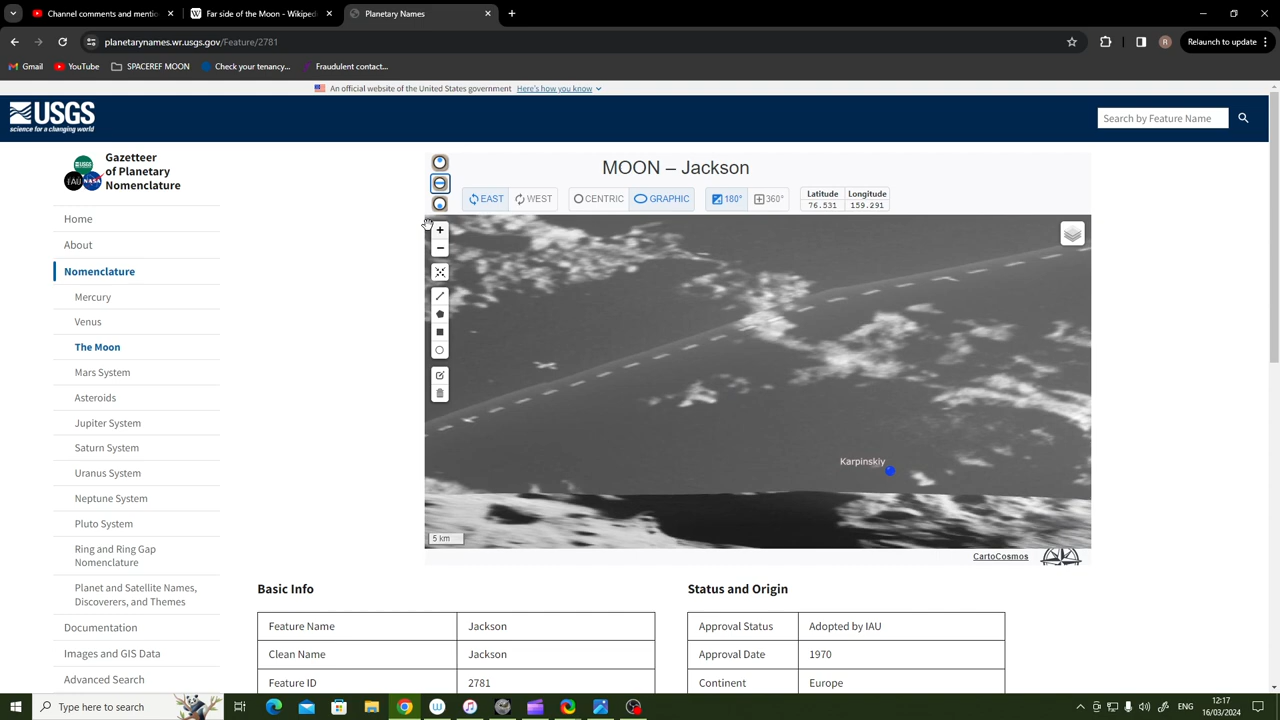 Channel comments and mentio
Far side of the Moon - Wikiped
Planetary Names
planetarynames.wr.usgs.gov/Feature/2781
R
Relaunch to update
Gmail
YouTube
SPACEREF MOON
Check your tenancy...
Fraudulent contact...
An official website of the United States government Here's how you know
USGS
science for a changing world
Search by Feature Name
USGS
IAU
NASA
Gazetteer
of Planetary
Nomenclature
Home
About
Nomenclature
Mercury
Venus
The Moon
Mars System
Asteroids
Jupiter System
Saturn System
Uranus System
Neptune System
Pluto System
Ring and Ring Gap
Nomenclature
Planet and Satellite Names,
Discoverers, and Themes
Documentation
Images and GIS Data
Advanced Search
MOON – Jackson
EAST WEST CENTRIC GRAPHIC 180° 360°
Latitude Longitude
76.531 159.291
+
−
Karpinskiy
5 km
CartoCosmos
Basic Info
Feature Name Jackson
Clean Name Jackson
Feature ID 2781
Status and Origin
Approval Status Adopted by IAU
Approval Date 1970
Continent Europe
Type here to search
ENG
12:17
16/03/2024